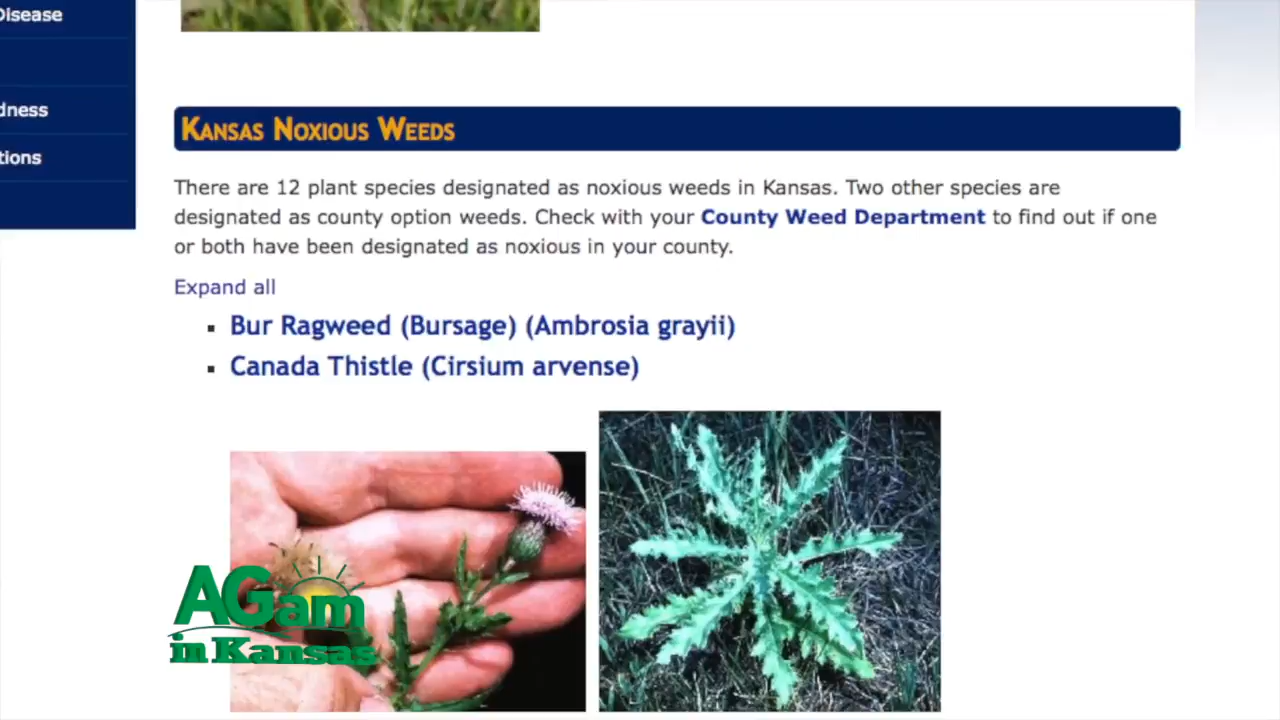 Disease
dness
tions
Kansas Noxious Weeds
There are 12 plant species designated as noxious weeds in Kansas. Two other species are
designated as county option weeds. Check with your County Weed Department to find out if one
or both have been designated as noxious in your county.
Expand all
Bur Ragweed (Bursage) (Ambrosia grayii)
Canada Thistle (Cirsium arvense)
AGam
in Kansas